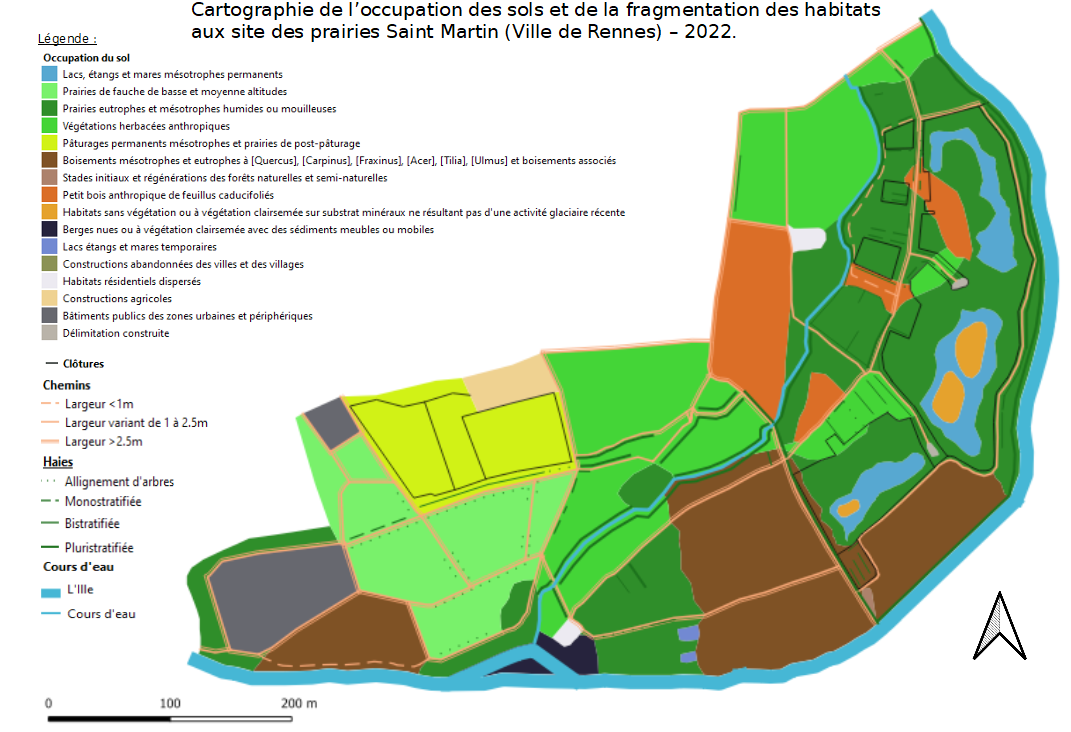 Cartographie de l’occupation des sols et de la fragmentation des habitats
aux site des prairies Saint Martin (Ville de Rennes) – 2022.
Légende :
Occupation du sol
Lacs, étangs et mares mésotrophes permanents
Prairies de fauche de basse et moyenne altitudes
Prairies eutrophes et mésotrophes humides ou mouilleuses
Végétations herbacées anthropiques
Pâturages permanents mésotrophes et prairies de post-pâturage
Boisements mésotrophes et eutrophes à [Quercus], [Carpinus], [Fraxinus], [Acer], [Tilia], [Ulmus] et boisements associés
Stades initiaux et régénérations des forêts naturelles et semi-naturelles
Petit bois anthropique de feuillus caducifoliés
Habitats sans végétation ou à végétation clairsemée sur substrat minéraux ne résultant pas d'une activité glaciaire récente
Berges nues ou à végétation clairsemée avec des sédiments meubles ou mobiles
Lacs étangs et mares temporaires
Constructions abandonnées des villes et des villages
Habitats résidentiels dispersés
Constructions agricoles
Bâtiments publics des zones urbaines et périphériques
Délimitation construite
Clôtures
Chemins
Largeur <1m
Largeur variant de 1 à 2.5m
Largeur >2.5m
Haies
Allignement d'arbres
Monostratifiée
Bistratifiée
Pluristratifiée
Cours d'eau
L'Ille
Cours d'eau
0 100 200 m